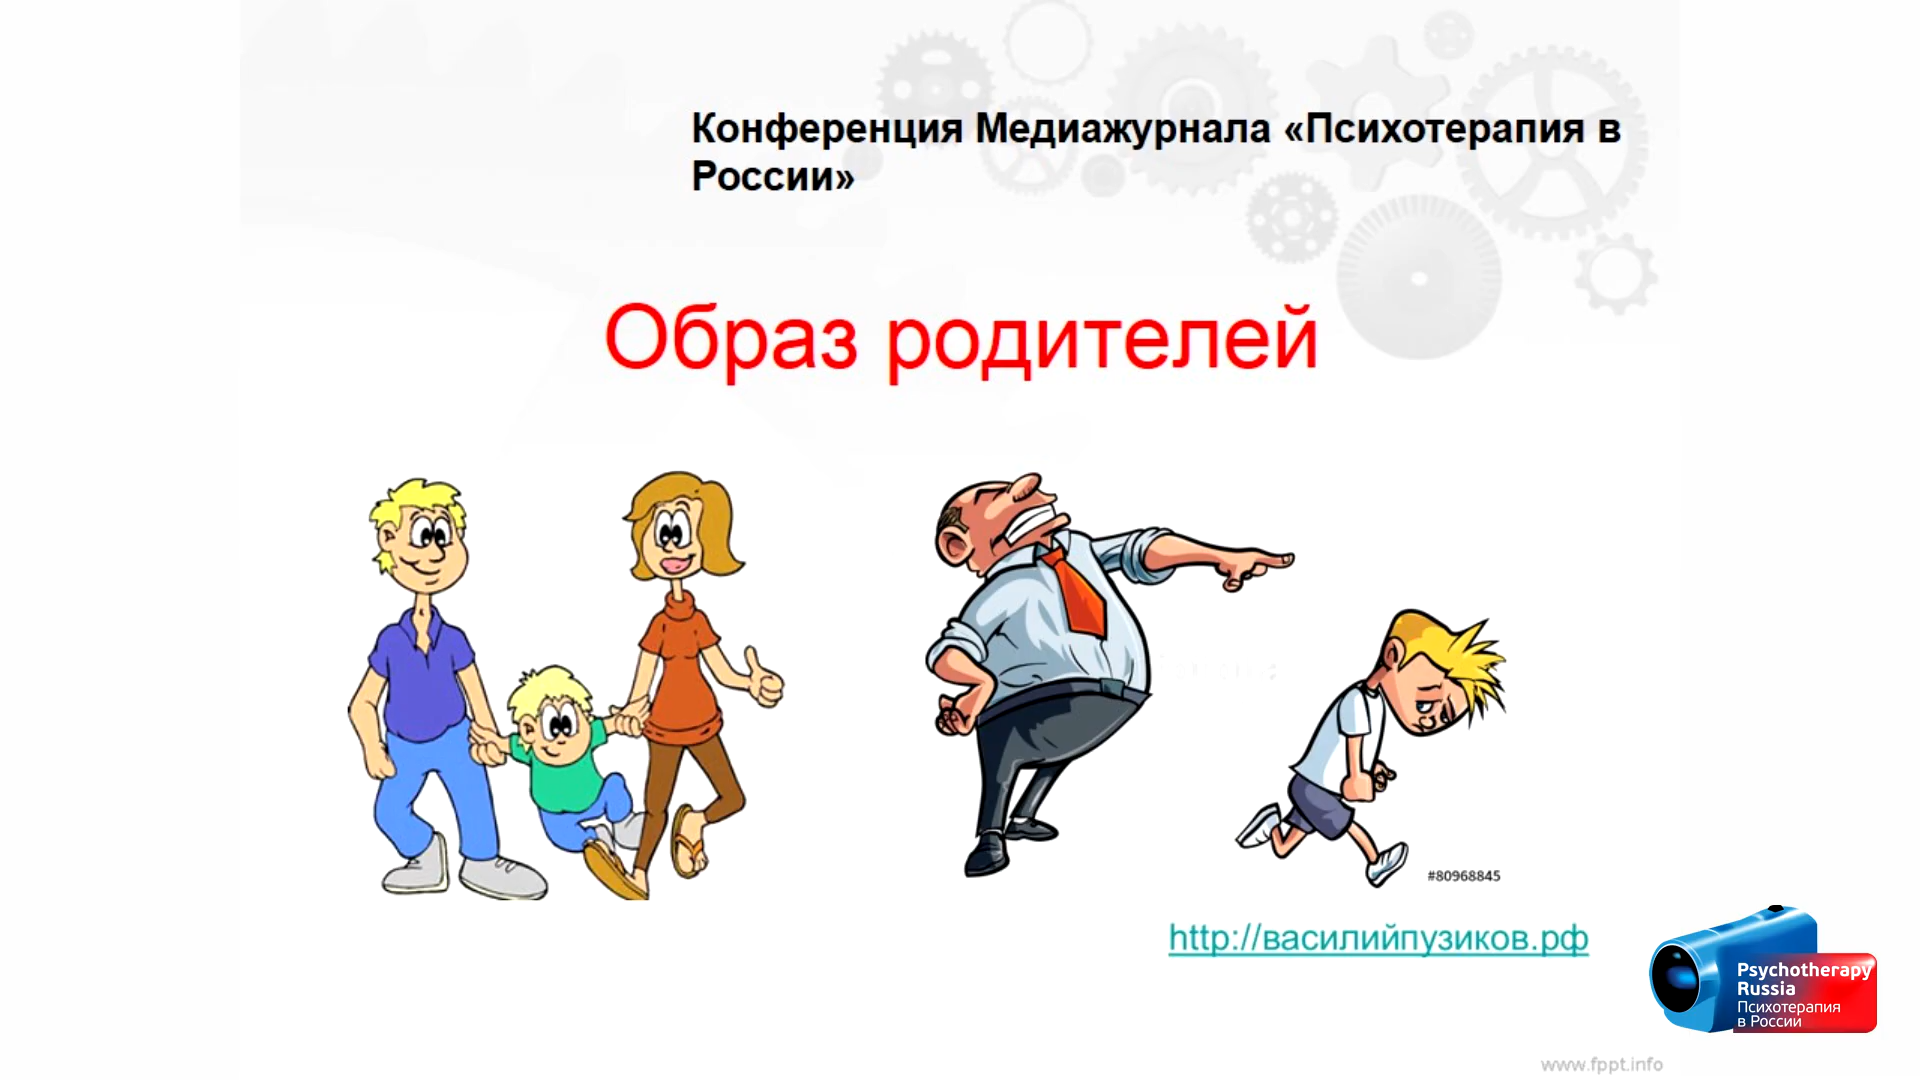 Конференция Медиажурнала «Психотерапия в
России»
Образ родителей
#80968845
http://василийпузиков.рф
Psychotherapy
Russia
Психотерапия
в России
www.fppt.info